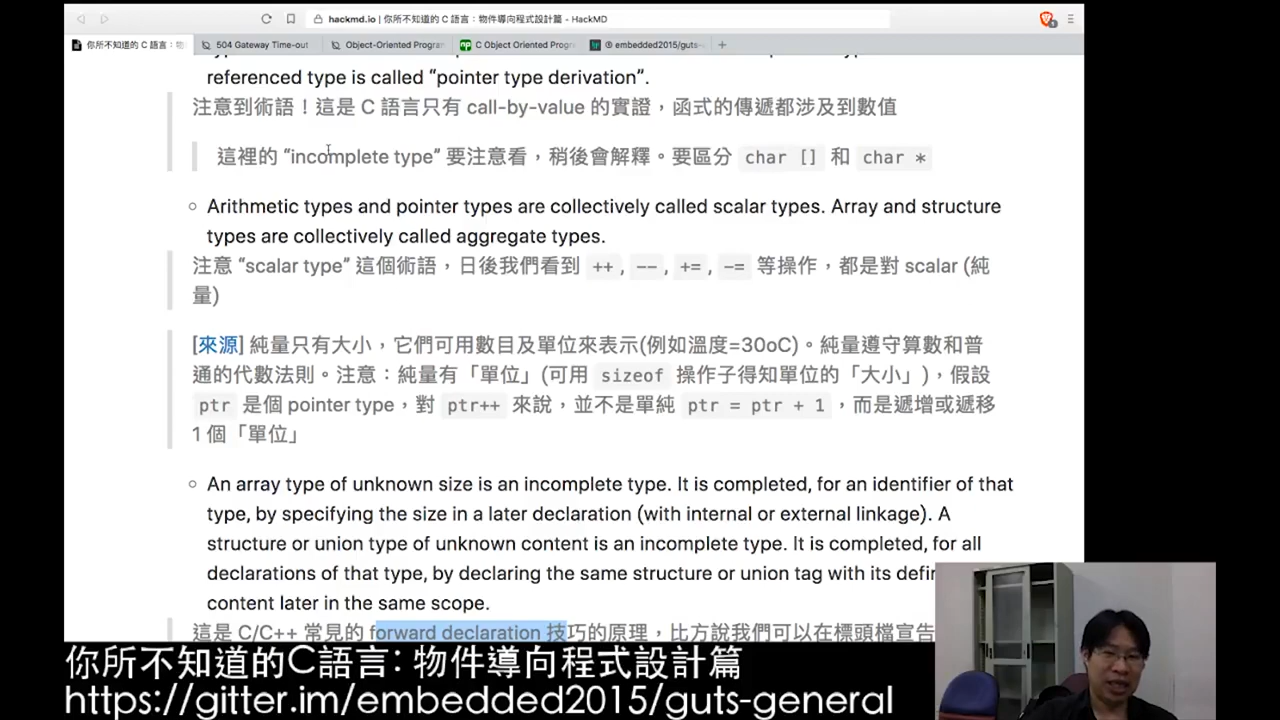 hackmd.io | 你所不知道的 C 語言：物件導向程式設計篇 - HackMD
你所不知道的 C 語言：物
504 Gateway Time-out
Object-Oriented Progran
C Object Oriented Progra
embedded2015/guts-
referenced type is called “pointer type derivation”.
注意到術語！這是 C 語言只有 call-by-value 的實證，函式的傳遞都涉及到數值
這裡的 “incomplete type” 要注意看，稍後會解釋。要區分 char [] 和 char *
Arithmetic types and pointer types are collectively called scalar types. Array and structure
types are collectively called aggregate types.
注意 “scalar type” 這個術語，日後我們看到 ++, --, +=, -= 等操作，都是對 scalar (純
量)
[來源] 純量只有大小，它們可用數目及單位來表示(例如溫度=30oC)。純量遵守算數和普
通的代數法則。注意：純量有「單位」(可用 sizeof 操作子得知單位的「大小」)，假設
ptr 是個 pointer type，對 ptr++ 來說，並不是單純 ptr = ptr + 1，而是遞增或遞移
1 個「單位」
An array type of unknown size is an incomplete type. It is completed, for an identifier of that
type, by specifying the size in a later declaration (with internal or external linkage). A
structure or union type of unknown content is an incomplete type. It is completed, for all
declarations of that type, by declaring the same structure or union tag with its defin
content later in the same scope.
這是 C/C++ 常見的 forward declaration 技巧的原理，比方說我們可以在標頭檔宣告
你所不知道的C語言: 物件導向程式設計篇
https://gitter.im/embedded2015/guts-general